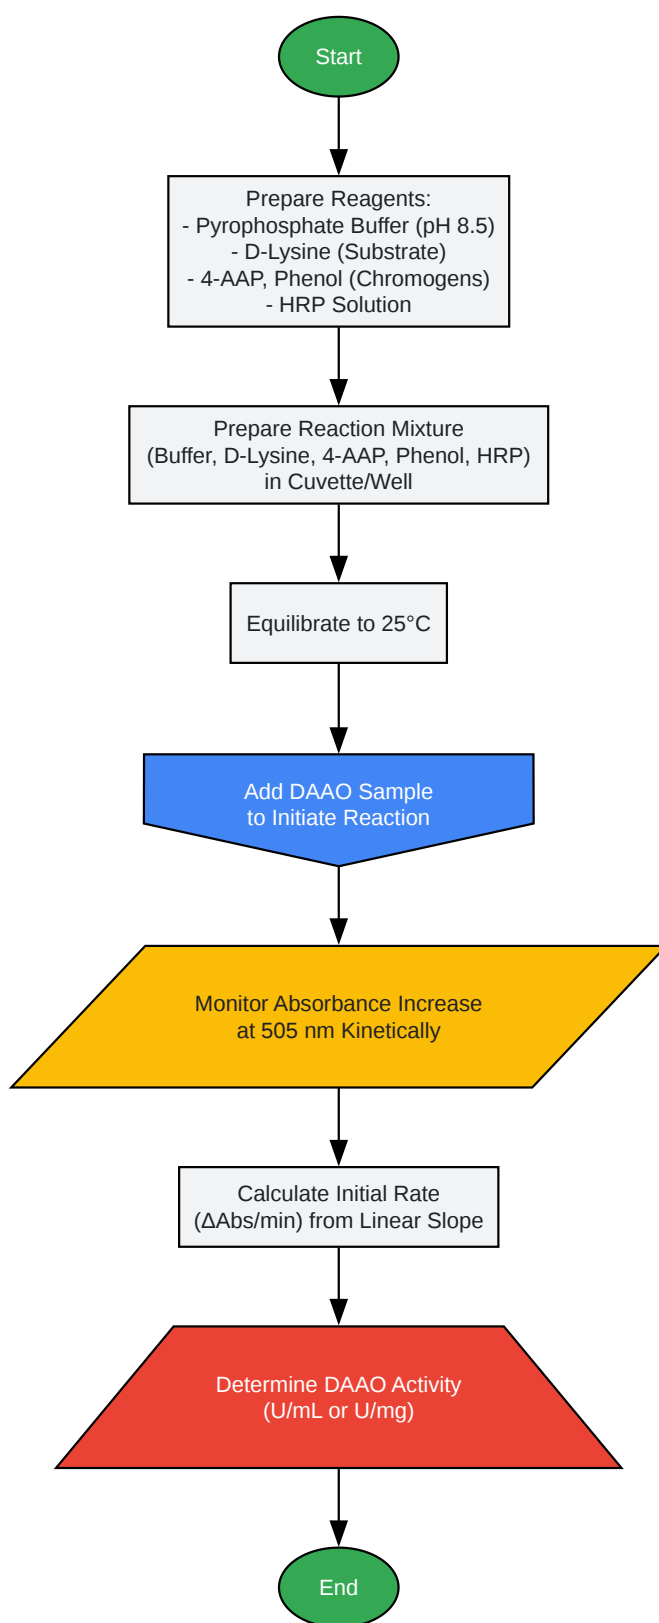 Start
Prepare Reagents:
- Pyrophosphate Buffer (pH 8.5)
- D-Lysine (Substrate)
- 4-AAP, Phenol (Chromogens)
- HRP Solution
Prepare Reaction Mixture
(Buffer, D-Lysine, 4-AAP, Phenol, HRP)
in Cuvette/Well
Equilibrate to 25°C
Add DAAO Sample
to Initiate Reaction
Monitor Absorbance Increase
at 505 nm Kinetically
Calculate Initial Rate
(ΔAbs/min) from Linear Slope
Determine DAAO Activity
(U/mL or U/mg)
End